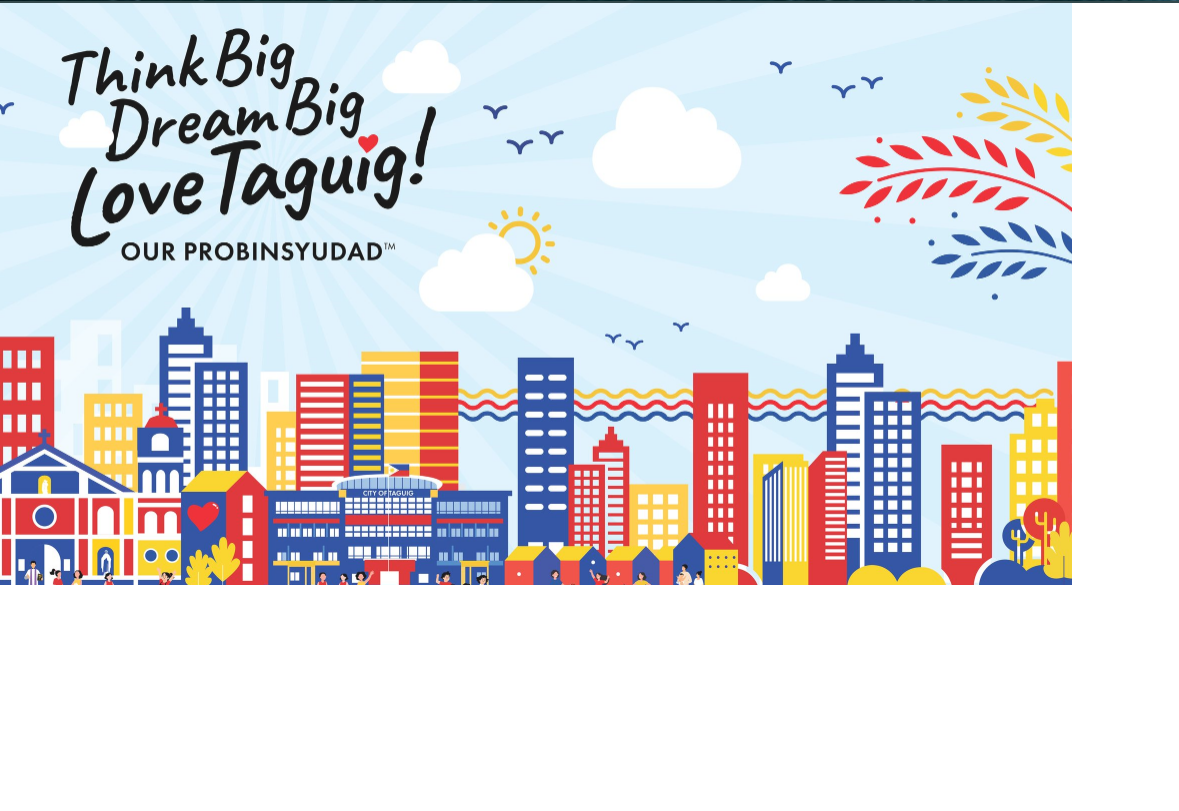 Think Big
Dream Big
Love Taguig!
OUR PROBINSYUDAD™
CITY OF TAGUIG